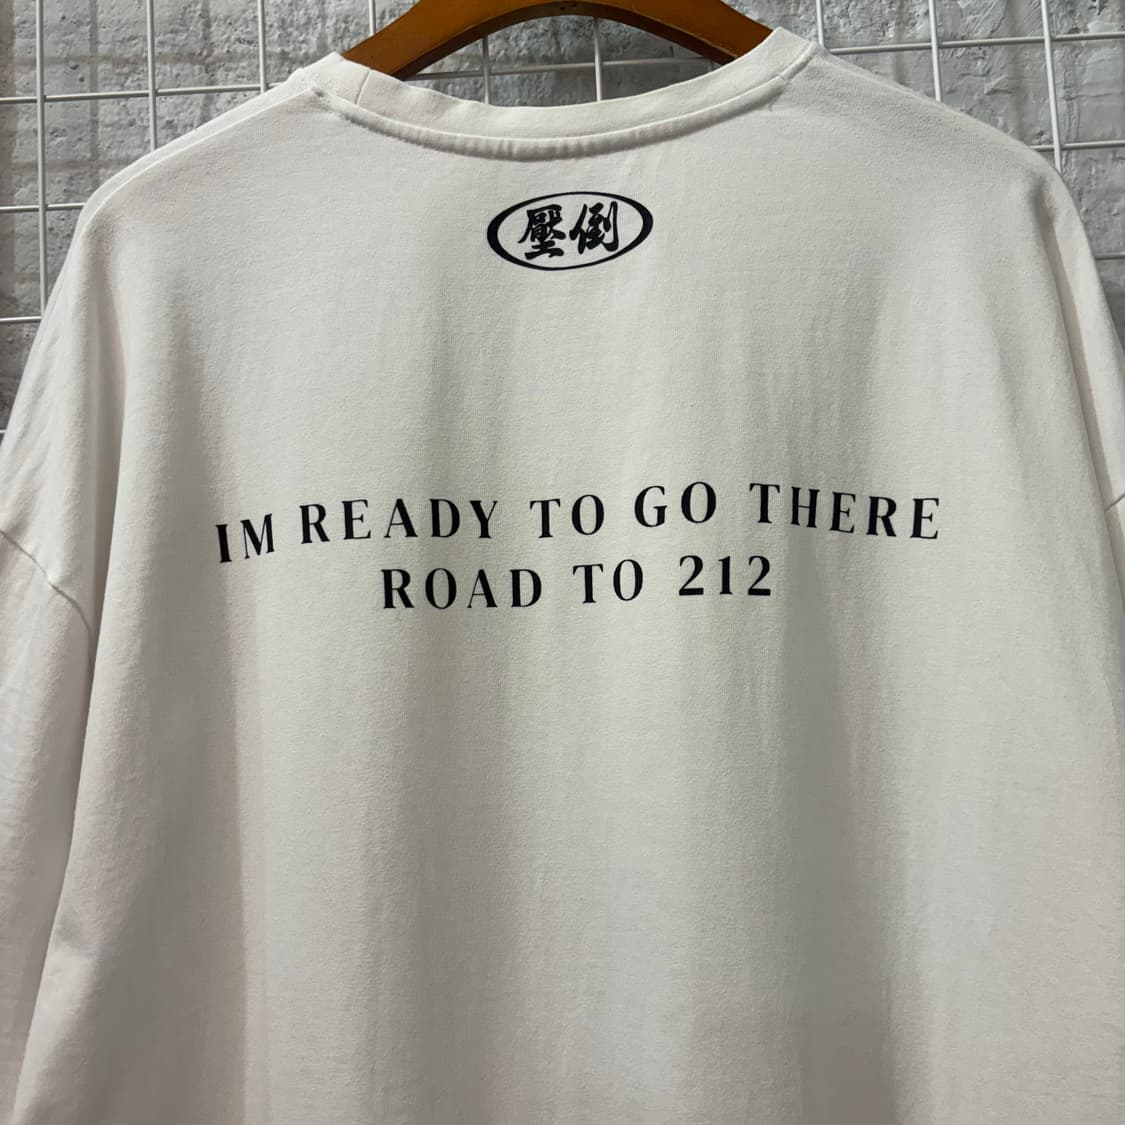 壓倒
IM READY TO GO THERE
ROAD TO 212